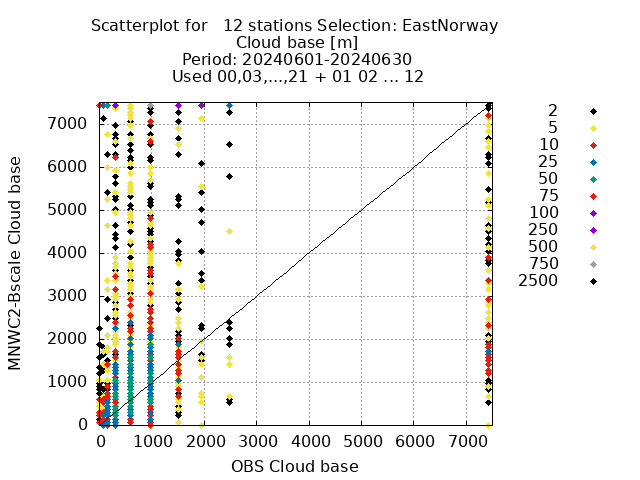 Scatterplot for   12 stations Selection: EastNorway
Cloud base [m]
Period: 20240601-20240630
Used 00,03,...,21 + 01 02 ... 12
MNWC2-Bscale Cloud base
7000
6000
5000
4000
3000
2000
1000
0
0 1000 2000 3000 4000 5000 6000 7000
OBS Cloud base
2
5
10
25
50
75
100
250
500
750
2500